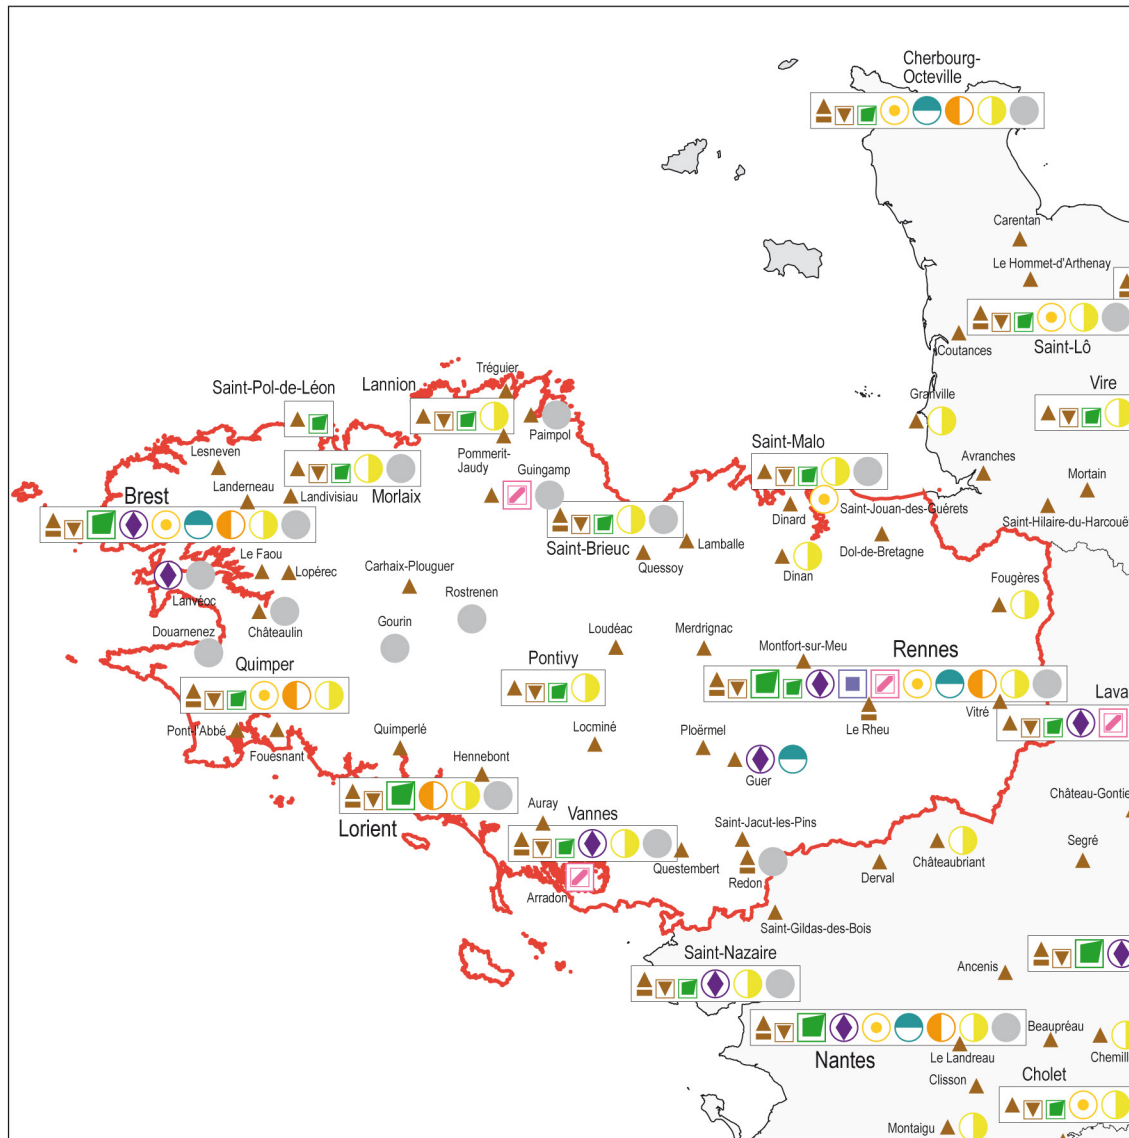 Cherbourg-
Octeville
Carentan
Le Hommet-d'Arthenay
Saint-Lô
Coutances
Tréguier
Lannion
Saint-Pol-de-Léon
Vire
Granville
Paimpol
Pommerit-
Jaudy
Saint-Malo
Lesneven
Avranches
Mortain
Guingamp
Landerneau
Landivisiau
Morlaix
Brest
Saint-Jouan-des-Guérets
Saint-Hilaire-du-Harcouë
Dinard
Saint-Brieuc
Lamballe
Dol-de-Bretagne
Le Faou
Quessoy
Lopérec
Carhaix-Plouguer
Dinan
Fougères
Lanvéoc
Rostrenen
Châteaulin
Gourin
Douarnenez
Loudéac
Merdrignac
Montfort-sur-Meu
Rennes
Quimper
Pontivy
Lava
Vitré
Pont-l'Abbé
Quimperlé
Locminé
Ploërmel
Le Rheu
Fouesnant
Hennebont
Guer
Château-Gontie
Auray
Vannes
Saint-Jacut-les-Pins
Lorient
Segré
Châteaubriant
Questembert
Redon
Derval
Arradon
Saint-Gildas-des-Bois
Saint-Nazaire
Ancenis
Beaupréau
Nantes
Le Landreau
Chemill
Clisson
Cholet
Montaigu